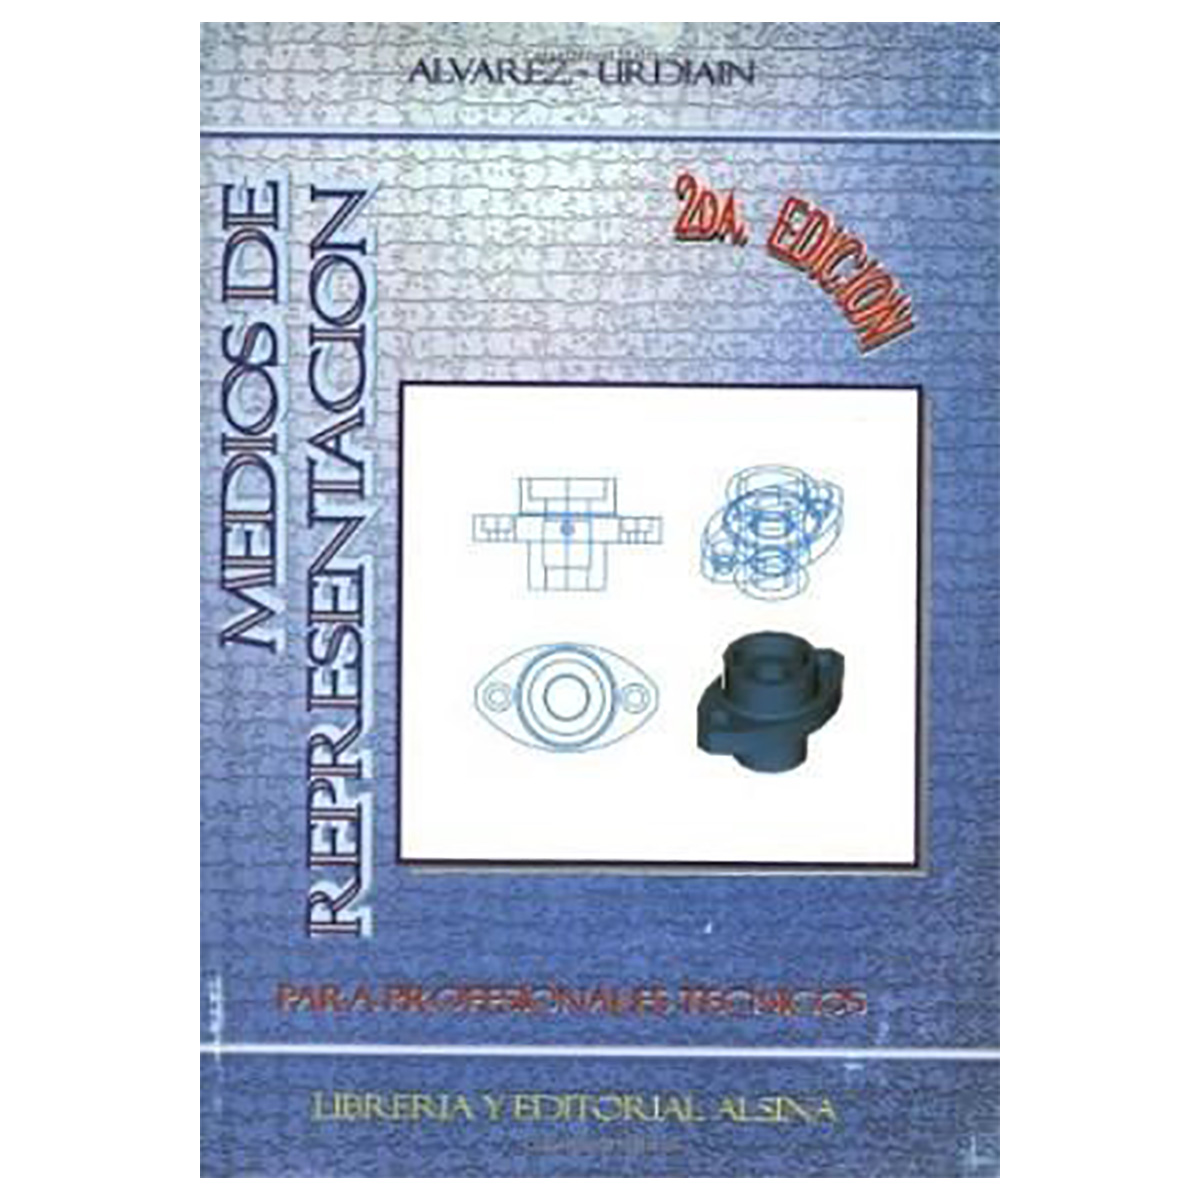 ALVAREZ - URDIAIN
2DA. EDICION
MEDIOS DE
REPRESENTACION
PARA PROFESIONALES TECNICOS
LIBRERIA Y EDITORIAL ALSINA